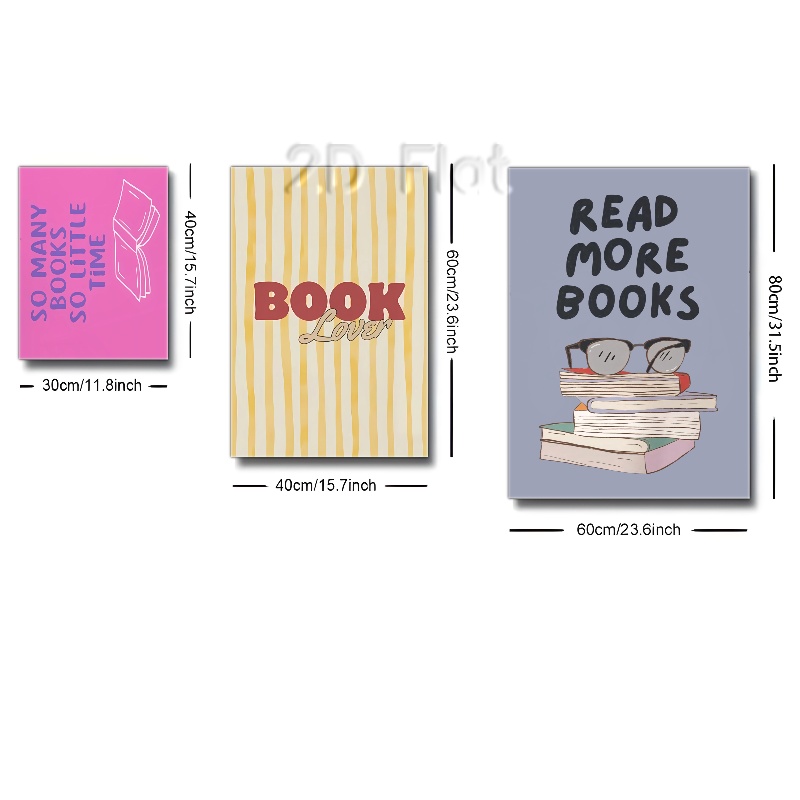 2D Flat
SO MANY
BOOKS
SO LiTTLE
TiME
40cm/15.7inch
30cm/11.8inch
BOOK
Lover
60cm/23.6inch
40cm/15.7inch
READ
MORE
BOOKS
80cm/31.5inch
60cm/23.6inch